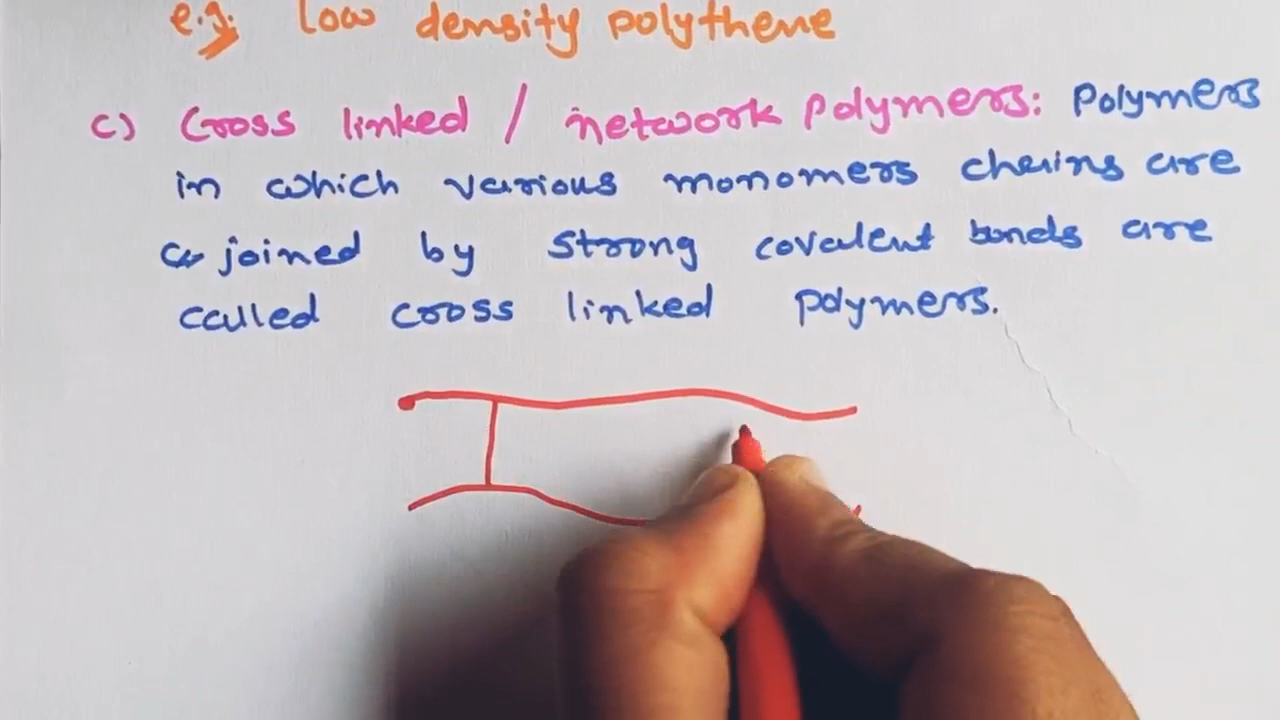 e.g. Low density polythene
c) Cross linked / network polymers: Polymers
in which various monomers chains are
joined by strong covalent bonds are
called cross linked polymers.